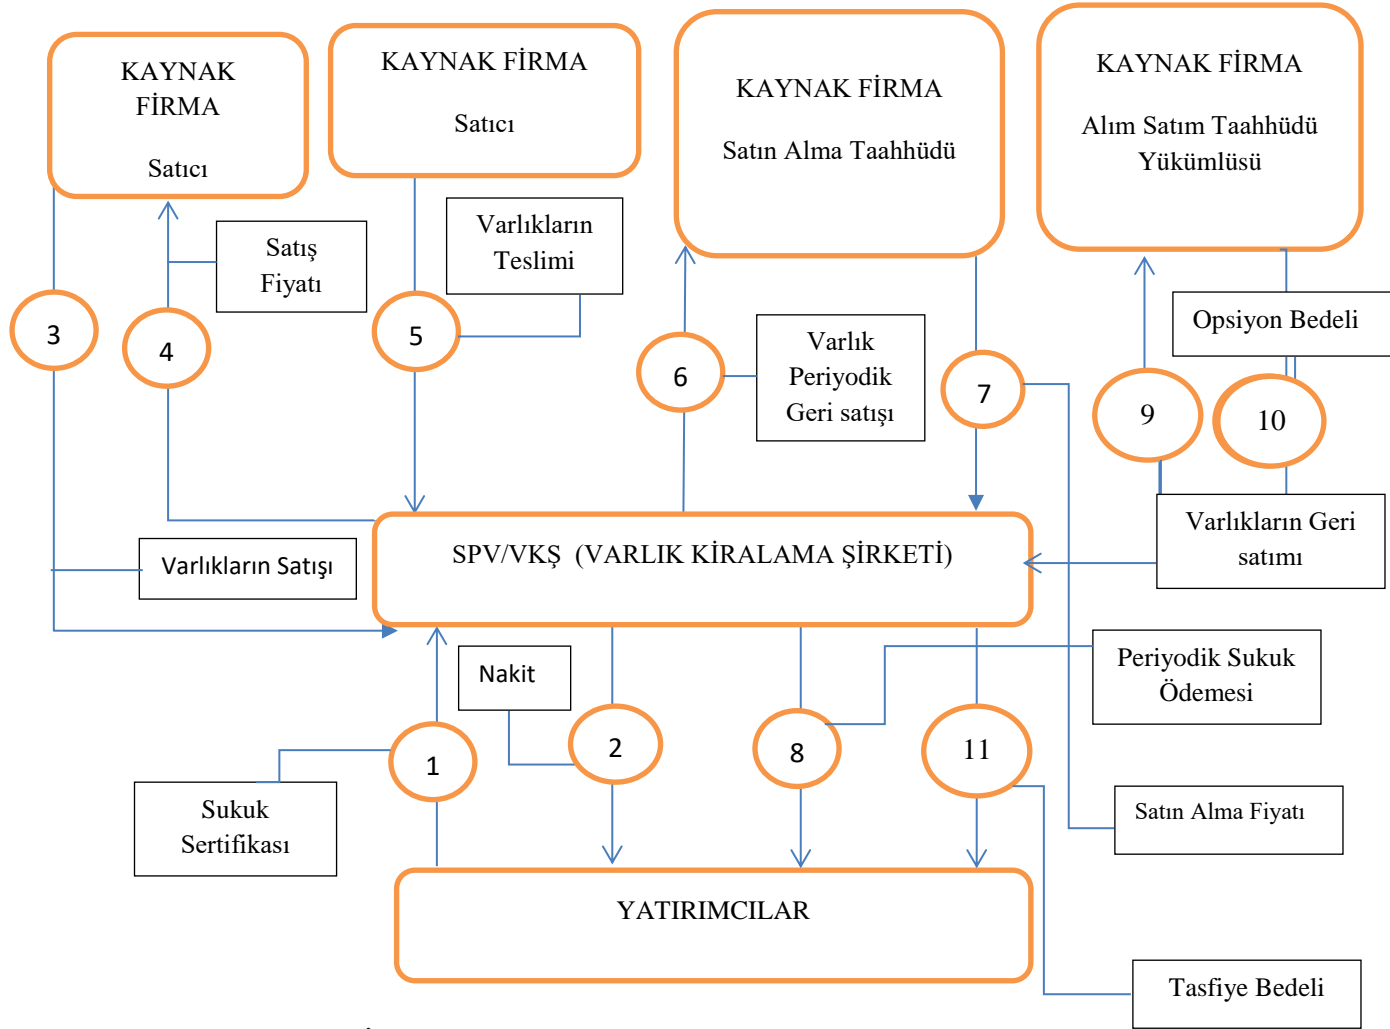 KAYNAK
FİRMA
Satıcı
KAYNAK FİRMA
Satıcı
KAYNAK FİRMA
Satın Alma Taahhüdü
KAYNAK FİRMA
Alım Satım Taahhüdü
Yükümlüsü
Satış
Fiyatı
Varlıkların
Teslimi
3
4
5
6
Varlık
Periyodik
Geri satışı
7
Opsiyon Bedeli
9
10
Varlıkların Satışı
SPV/VKŞ (VARLIK KİRALAMA ŞİRKETİ)
Varlıkların Geri
satımı
Nakit
Periyodik Sukuk
Ödemesi
1
2
8
11
Sukuk
Sertifikası
Satın Alma Fiyatı
YATIRIMCILAR
Tasfiye Bedeli